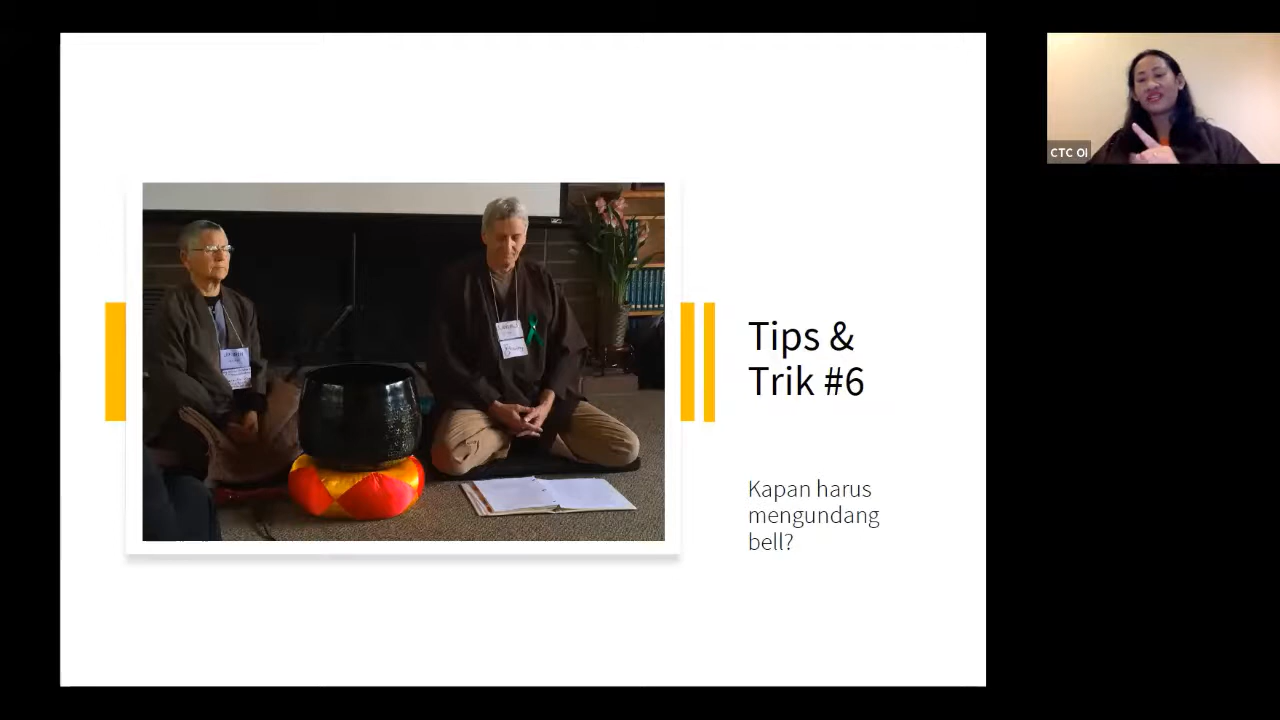 Tips &
Trik #6
Kapan harus
mengundang
bell?
CTC OI